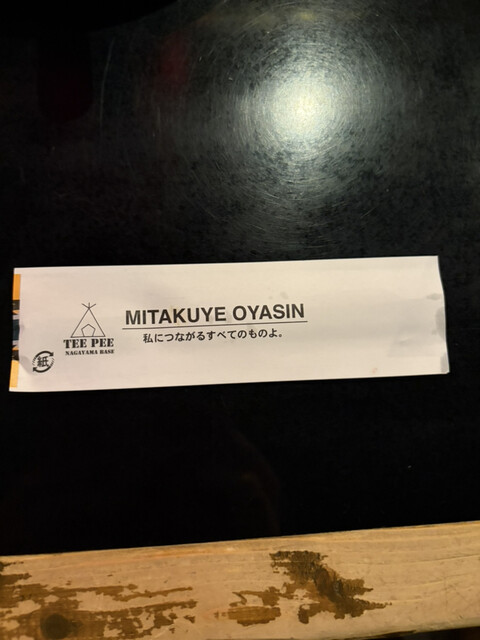 MITAKUYE OYASIN
私につながるすべてのものよ。
TEE PEE
NAGAYAMA BASE
紙